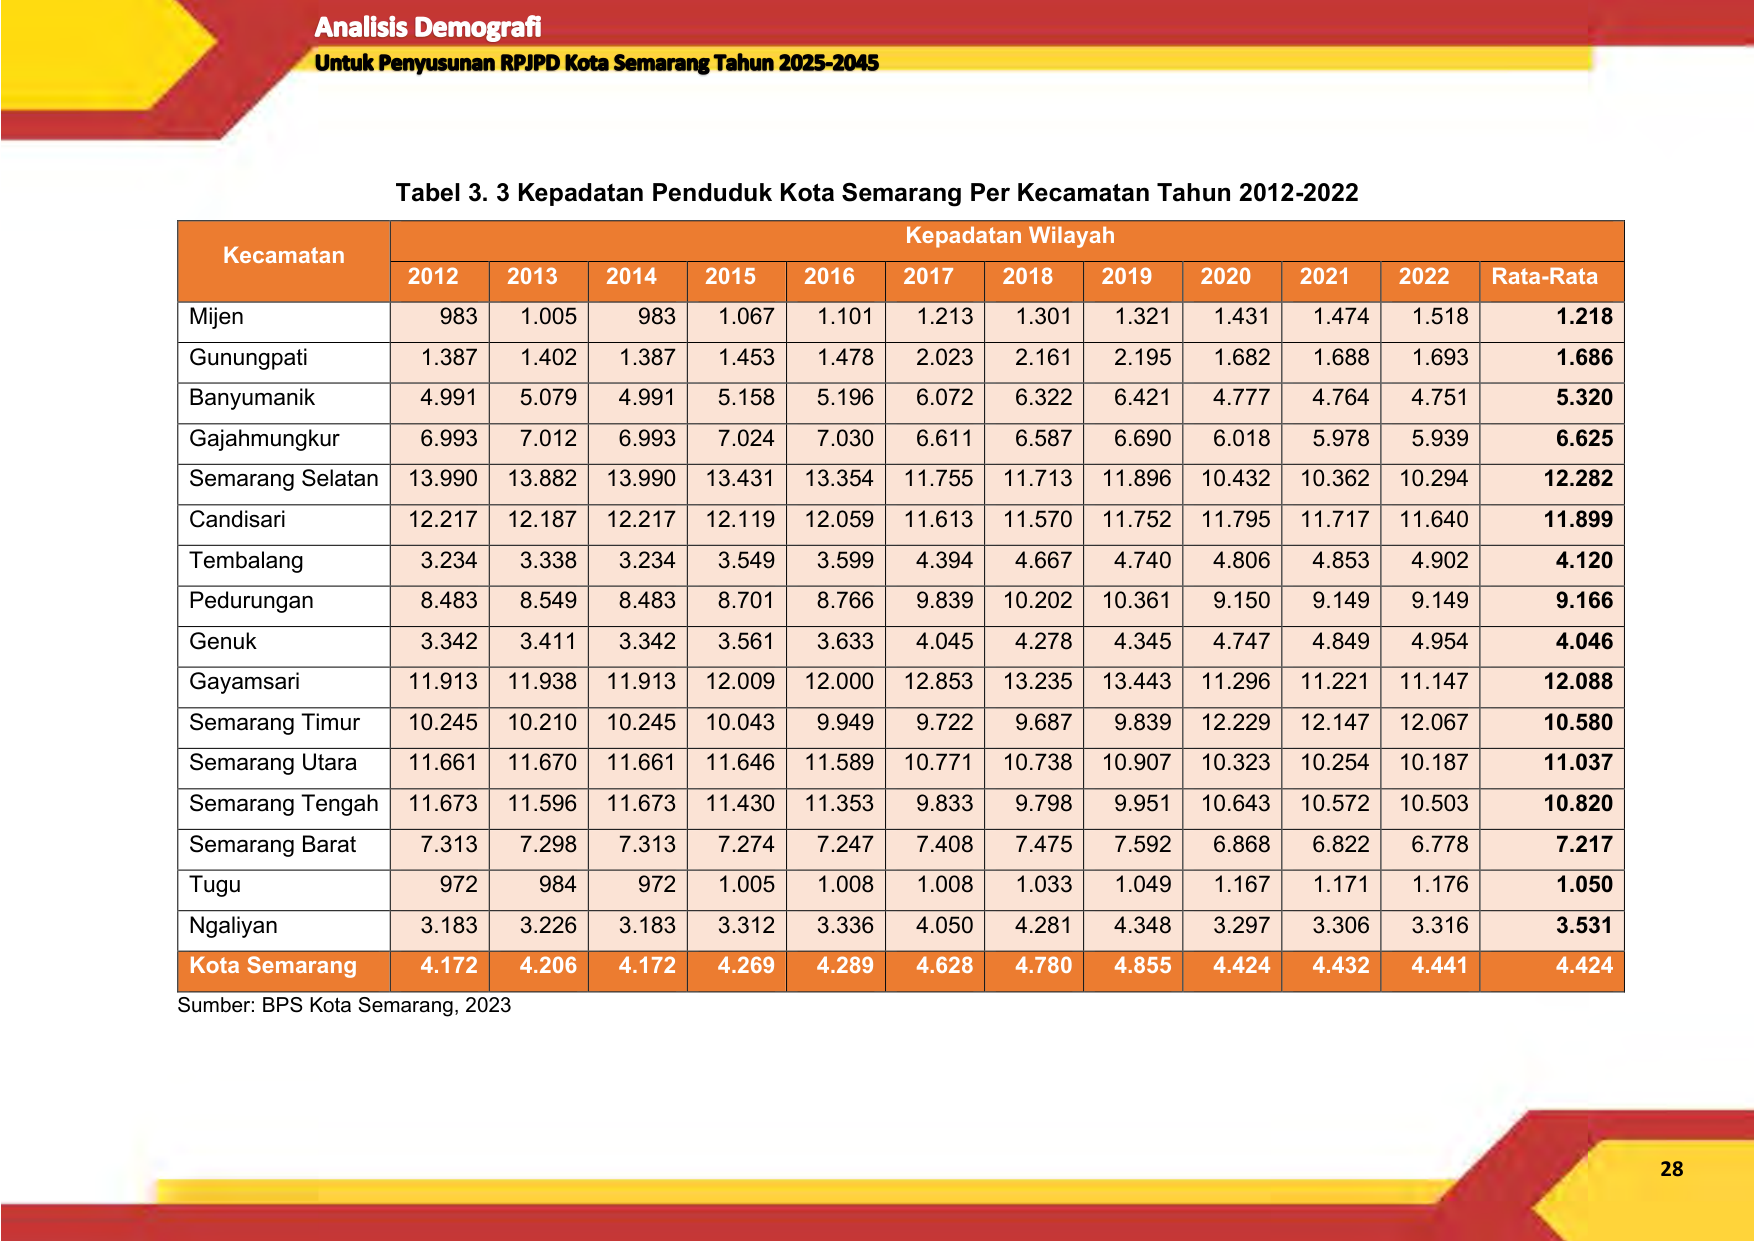 Analisis Demografi
Untuk Penyusunan RPJPD Kota Semarang Tahun 2025-2045
Tabel 3. 3 Kepadatan Penduduk Kota Semarang Per Kecamatan Tahun 2012-2022
Kecamatan Kepadatan Wilayah
2012 2013 2014 2015 2016 2017 2018 2019 2020 2021 2022 Rata-Rata
Mijen 983 1.005 983 1.067 1.101 1.213 1.301 1.321 1.431 1.474 1.518 1.218
Gunungpati 1.387 1.402 1.387 1.453 1.478 2.023 2.161 2.195 1.682 1.688 1.693 1.686
Banyumanik 4.991 5.079 4.991 5.158 5.196 6.072 6.322 6.421 4.777 4.764 4.751 5.320
Gajahmungkur 6.993 7.012 6.993 7.024 7.030 6.611 6.587 6.690 6.018 5.978 5.939 6.625
Semarang Selatan 13.990 13.882 13.990 13.431 13.354 11.755 11.713 11.896 10.432 10.362 10.294 12.282
Candisari 12.217 12.187 12.217 12.119 12.059 11.613 11.570 11.752 11.795 11.717 11.640 11.899
Tembalang 3.234 3.338 3.234 3.549 3.599 4.394 4.667 4.740 4.806 4.853 4.902 4.120
Pedurungan 8.483 8.549 8.483 8.701 8.766 9.839 10.202 10.361 9.150 9.149 9.149 9.166
Genuk 3.342 3.411 3.342 3.561 3.633 4.045 4.278 4.345 4.747 4.849 4.954 4.046
Gayamsari 11.913 11.938 11.913 12.009 12.000 12.853 13.235 13.443 11.296 11.221 11.147 12.088
Semarang Timur 10.245 10.210 10.245 10.043 9.949 9.722 9.687 9.839 12.229 12.147 12.067 10.580
Semarang Utara 11.661 11.670 11.661 11.646 11.589 10.771 10.738 10.907 10.323 10.254 10.187 11.037
Semarang Tengah 11.673 11.596 11.673 11.430 11.353 9.833 9.798 9.951 10.643 10.572 10.503 10.820
Semarang Barat 7.313 7.298 7.313 7.274 7.247 7.408 7.475 7.592 6.868 6.822 6.778 7.217
Tugu 972 984 972 1.005 1.008 1.008 1.033 1.049 1.167 1.171 1.176 1.050
Ngaliyan 3.183 3.226 3.183 3.312 3.336 4.050 4.281 4.348 3.297 3.306 3.316 3.531
Kota Semarang 4.172 4.206 4.172 4.269 4.289 4.628 4.780 4.855 4.424 4.432 4.441 4.424
Sumber: BPS Kota Semarang, 2023
28